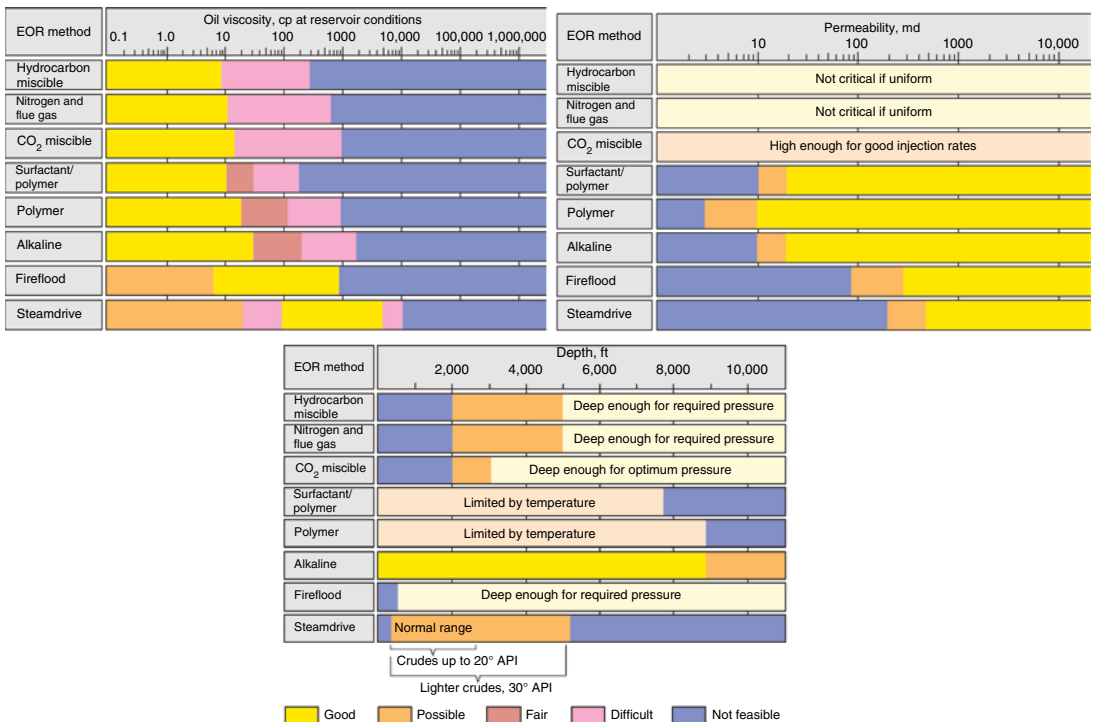 EOR method
Oil viscosity, cp at reservoir conditions
0.1 1.0 10 100 1000 10,000 100,000 1,000,000
Hydrocarbon
miscible
Nitrogen and
flue gas
CO2 miscible
Surfactant/
polymer
Polymer
Alkaline
Fireflood
Steamdrive
EOR method
Permeability, md
10 100 1000 10,000
Hydrocarbon
miscible
Not critical if uniform
Nitrogen and
flue gas
Not critical if uniform
CO2 miscible
High enough for good injection rates
Surfactant/
polymer
Polymer
Alkaline
Fireflood
Steamdrive
EOR method
Depth, ft
2,000 4,000 6,000 8,000 10,000
Hydrocarbon
miscible
Deep enough for required pressure
Nitrogen and
flue gas
Deep enough for required pressure
CO2 miscible
Deep enough for optimum pressure
Surfactant/
polymer
Limited by temperature
Polymer
Limited by temperature
Alkaline
Fireflood
Deep enough for required pressure
Steamdrive
Normal range
Crudes up to 20° API
Lighter crudes, 30° API
Good Possible Fair Difficult Not feasible